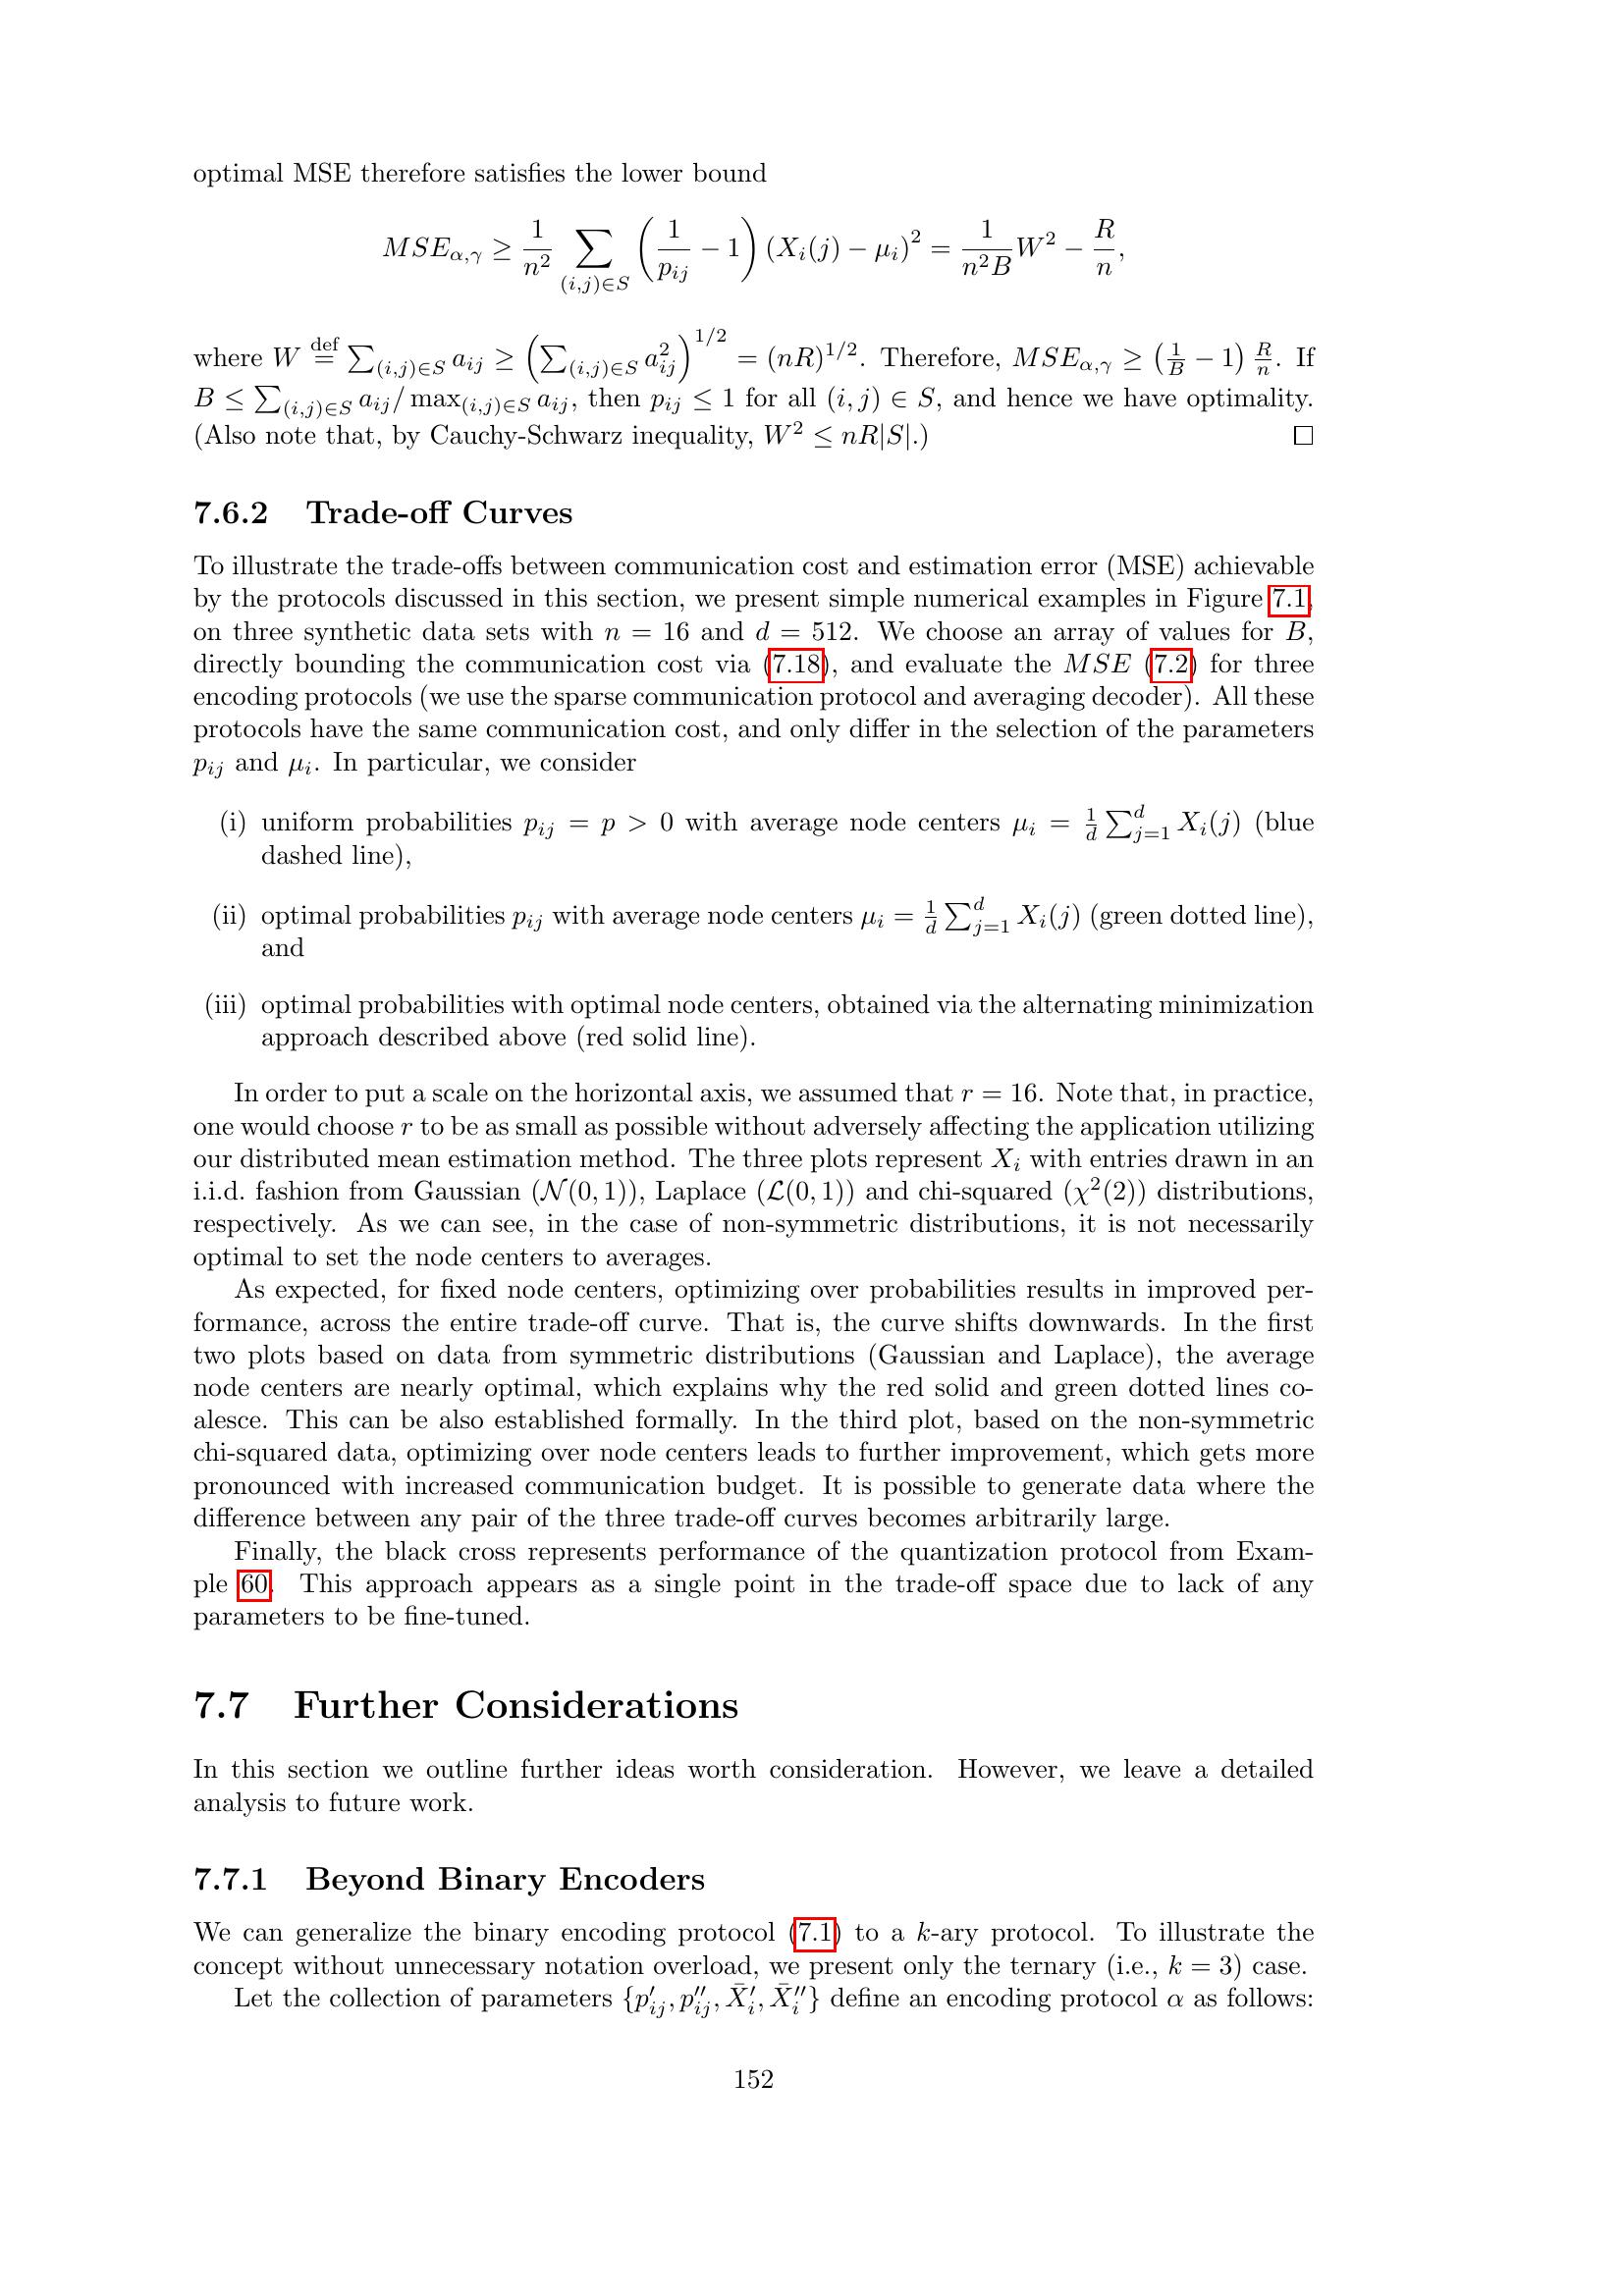 optimal MSE therefore satisfies the lower bound
$MSE_{\alpha,\gamma} \geq \frac{1}{n^2} \sum_{(i,j)\in S} \left( \frac{1}{p_{ij}} - 1 \right) (X_i(j) - \mu_i)^2 = \frac{1}{n^2 B} W^2 - \frac{R}{n},$
where $W \overset{\text{def}}{=} \sum_{(i,j)\in S} a_{ij} \geq \left( \sum_{(i,j)\in S} a_{ij}^2 \right)^{1/2} = (nR)^{1/2}$. Therefore, $MSE_{\alpha,\gamma} \geq \left( \frac{1}{B} - 1 \right) \frac{R}{n}$. If
$B \leq \sum_{(i,j)\in S} a_{ij} / \max_{(i,j)\in S} a_{ij}$, then $p_{ij} \leq 1$ for all $(i,j) \in S$, and hence we have optimality.
(Also note that, by Cauchy-Schwarz inequality, $W^2 \leq nR|S|$.) □
7.6.2 Trade-off Curves
To illustrate the trade-offs between communication cost and estimation error (MSE) achievable
by the protocols discussed in this section, we present simple numerical examples in Figure 7.1,
on three synthetic data sets with $n = 16$ and $d = 512$. We choose an array of values for $B$,
directly bounding the communication cost via (7.18), and evaluate the $MSE$ (7.2) for three
encoding protocols (we use the sparse communication protocol and averaging decoder). All these
protocols have the same communication cost, and only differ in the selection of the parameters
$p_{ij}$ and $\mu_i$. In particular, we consider
(i) uniform probabilities $p_{ij} = p > 0$ with average node centers $\mu_i = \frac{1}{d} \sum_{j=1}^d X_i(j)$ (blue
dashed line),
(ii) optimal probabilities $p_{ij}$ with average node centers $\mu_i = \frac{1}{d} \sum_{j=1}^d X_i(j)$ (green dotted line),
and
(iii) optimal probabilities with optimal node centers, obtained via the alternating minimization
approach described above (red solid line).
In order to put a scale on the horizontal axis, we assumed that $r = 16$. Note that, in practice,
one would choose $r$ to be as small as possible without adversely affecting the application utilizing
our distributed mean estimation method. The three plots represent $X_i$ with entries drawn in an
i.i.d. fashion from Gaussian ($\mathcal{N}(0,1)$), Laplace ($\mathcal{L}(0,1)$) and chi-squared ($\chi^2(2)$) distributions,
respectively. As we can see, in the case of non-symmetric distributions, it is not necessarily
optimal to set the node centers to averages.
As expected, for fixed node centers, optimizing over probabilities results in improved per-
formance, across the entire trade-off curve. That is, the curve shifts downwards. In the first
two plots based on data from symmetric distributions (Gaussian and Laplace), the average
node centers are nearly optimal, which explains why the red solid and green dotted lines co-
alesce. This can be also established formally. In the third plot, based on the non-symmetric
chi-squared data, optimizing over node centers leads to further improvement, which gets more
pronounced with increased communication budget. It is possible to generate data where the
difference between any pair of the three trade-off curves becomes arbitrarily large.
Finally, the black cross represents performance of the quantization protocol from Exam-
ple 60. This approach appears as a single point in the trade-off space due to lack of any
parameters to be fine-tuned.
7.7 Further Considerations
In this section we outline further ideas worth consideration. However, we leave a detailed
analysis to future work.
7.7.1 Beyond Binary Encoders
We can generalize the binary encoding protocol (7.1) to a $k$-ary protocol. To illustrate the
concept without unnecessary notation overload, we present only the ternary (i.e., $k = 3$) case.
Let the collection of parameters $\{p'_{ij}, p''_{ij}, \bar{X}'_i, \bar{X}''_i\}$ define an encoding protocol $\alpha$ as follows:
152